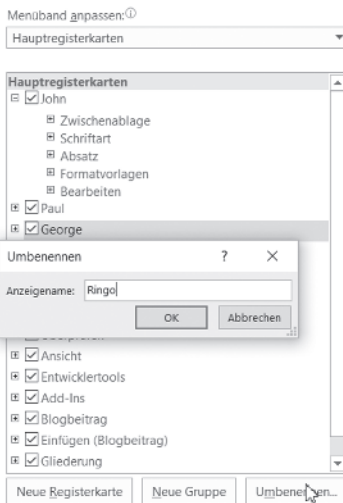 Menüband anpassen:
Hauptregisterkarten
Hauptregisterkarten
John
Zwischenablage
Schriftart
Absatz
Formatvorlagen
Bearbeiten
Paul
George
Umbenennen ? ×
Anzeigename: Ringo
OK Abbrechen
Ansicht
Entwicklertools
Add-Ins
Blogbeitrag
Einfügen (Blogbeitrag)
Gliederung
Neue Registerkarte Neue Gruppe Umbenennen...